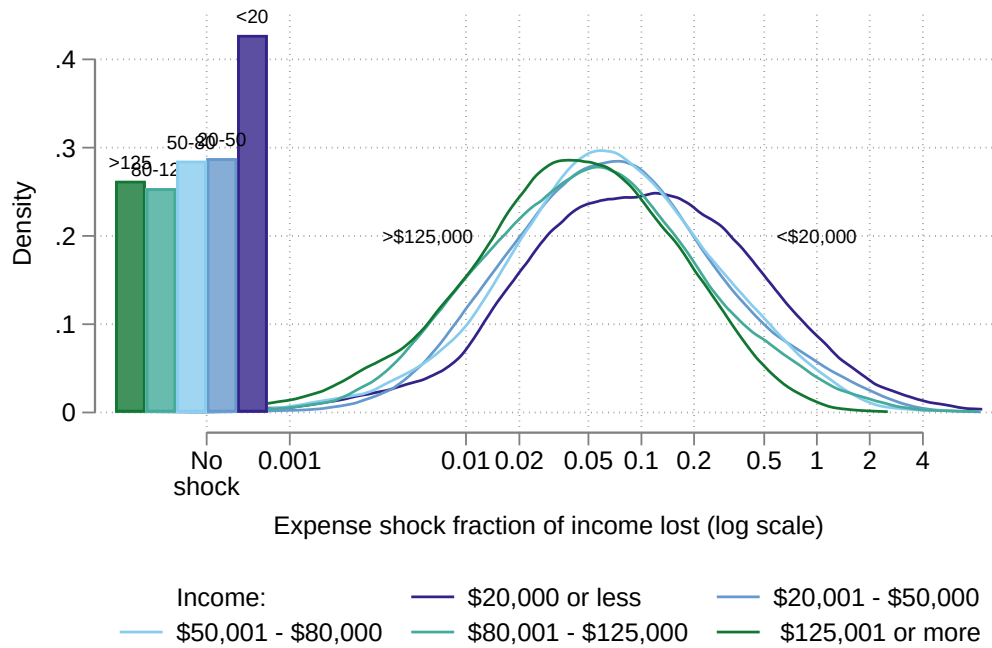 <20
.4
50-80
20-50
.3
>125
80-12
Density
>$125,000
<$20,000
.2
.1
0
No shock
0.001
0.01
0.02
0.05
0.1
0.2
0.5
1
2
4
Expense shock fraction of income lost (log scale)
Income:
$20,000 or less
$20,001 - $50,000
$50,001 - $80,000
$80,001 - $125,000
$125,001 or more